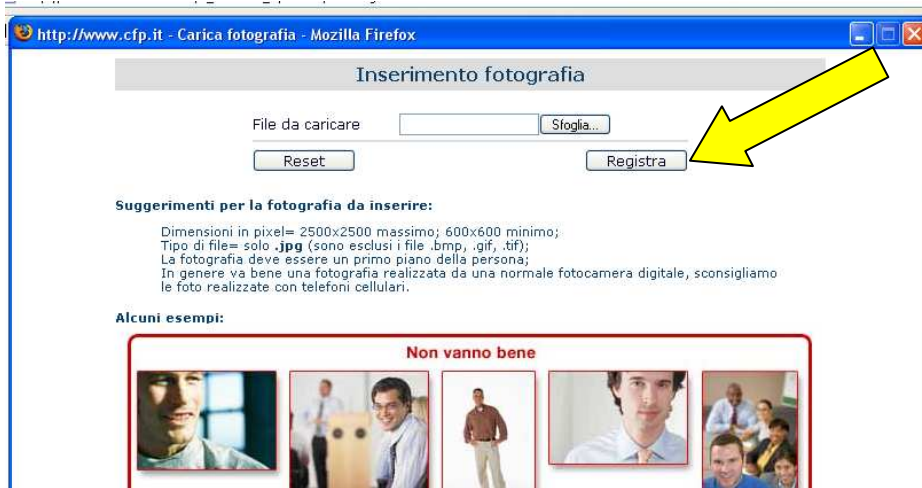 http://www.cfp.it - Carica fotografia - Mozilla Firefox
Inserimento fotografia
File da caricare
Sfoglia...
Reset
Registra
Suggerimenti per la fotografia da inserire:
Dimensioni in pixel= 2500x2500 massimo; 600x600 minimo;
Tipo di file= solo .jpg (sono esclusi i file .bmp, .gif, .tif);
La fotografia deve essere un primo piano della persona;
In genere va bene una fotografia realizzata da una normale fotocamera digitale, sconsigliamo
le foto realizzate con telefoni cellulari.
Alcuni esempi:
Non vanno bene